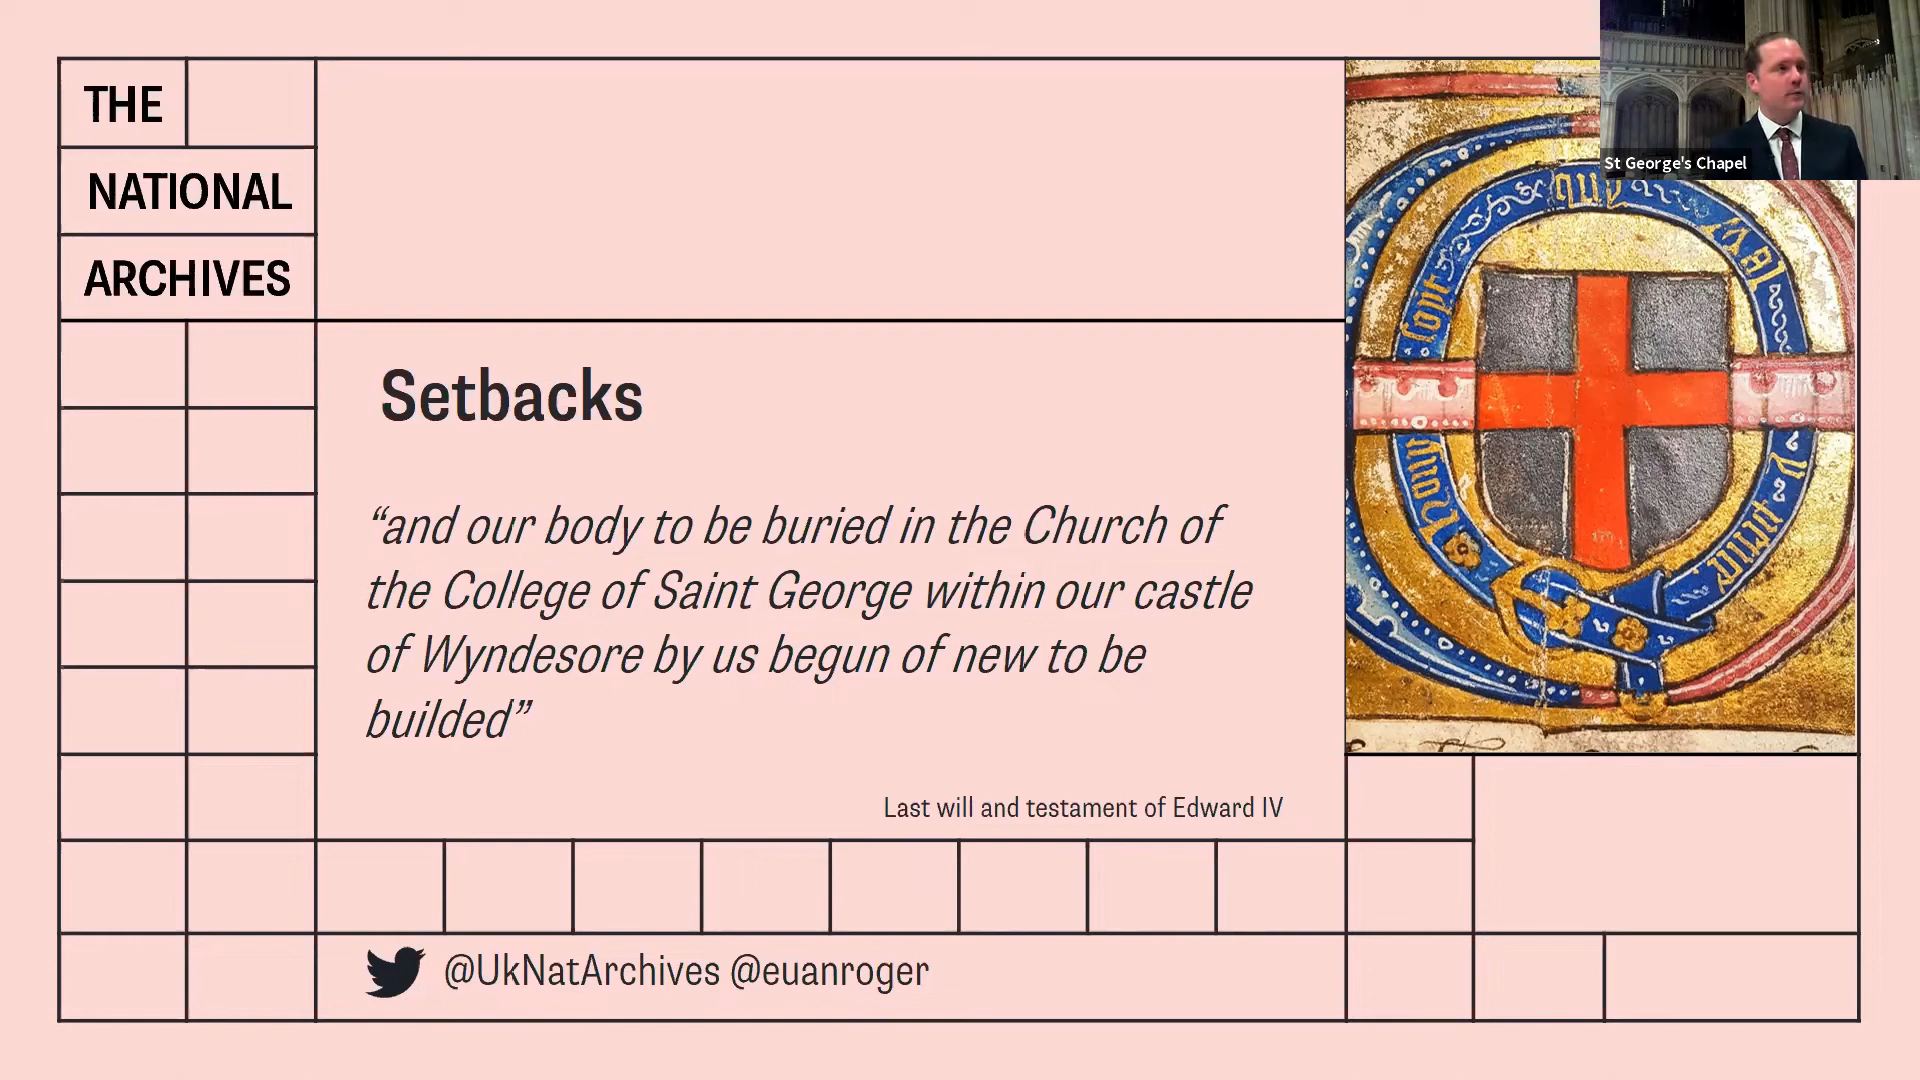 THE
NATIONAL
ARCHIVES
St George's Chapel
Setbacks
“and our body to be buried in the Church of
the College of Saint George within our castle
of Wyndesore by us begun of new to be
builded”
Last will and testament of Edward IV
@UkNatArchives @euanroger